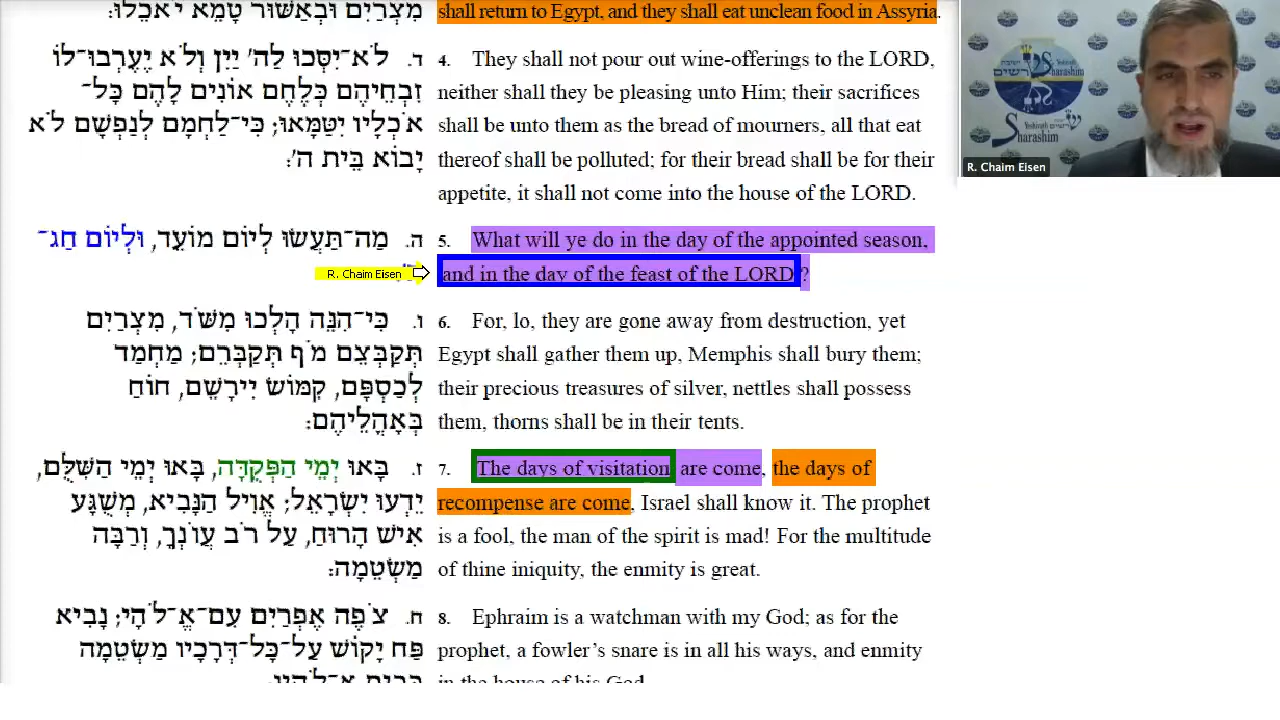 מִצְרַיִם וּבְאַשּׁוּר טָמֵא יֹאכֵלוּ:
ד. לֹא־יִסְּכוּ לַה' יַיִן וְלֹא יֶעֶרְבוּ־לוֹ
זִבְחֵיהֶם כְּלֶחֶם אוֹנִים לָהֶם כָּל־
אֹכְלָיו יִטַּמָּאוּ; כִּי־לַחְמָם לְנַפְשָׁם לֹא
יָבוֹא בֵּית ה':
ה. מַה־תַּעֲשׂוּ לְיוֹם מוֹעֵד, וּלְיוֹם חַג־
R. Chaim Eisen
ו. כִּי־הִנֵּה הָלְכוּ מִשֹּׁד, מִצְרַיִם
תְּקַבְּצֵם מֹף תְּקַבְּרֵם; מַחְמַד
לְכַסְפָּם, קִמּוֹשׂ יִירָשֵׁם, חוֹחַ
בְּאָהֳלֵיהֶם:
ז. בָּאוּ יְמֵי הַפְּקֻדָּה, בָּאוּ יְמֵי הַשִּׁלֻּם,
יֵדְעוּ יִשְׂרָאֵל; אֱוִיל הַנָּבִיא, מְשֻׁגָּע
אִישׁ הָרוּחַ, עַל רֹב עֲוֹנְךָ, וְרַבָּה
מַשְׂטֵמָה:
ח. צֹפֶה אֶפְרַיִם עִם־אֱ־לֹהָי; נָבִיא
פַּח יָקוֹשׁ עַל־כָּל־דְּרָכָיו מַשְׂטֵמָה
shall return to Egypt, and they shall eat unclean food in Assyria.
4. They shall not pour out wine-offerings to the LORD,
neither shall they be pleasing unto Him; their sacrifices
shall be unto them as the bread of mourners, all that eat
thereof shall be polluted; for their bread shall be for their
appetite, it shall not come into the house of the LORD.
5. What will ye do in the day of the appointed season,
and in the day of the feast of the LORD?
6. For, lo, they are gone away from destruction, yet
Egypt shall gather them up, Memphis shall bury them;
their precious treasures of silver, nettles shall possess
them, thorns shall be in their tents.
7. The days of visitation are come, the days of
recompense are come, Israel shall know it. The prophet
is a fool, the man of the spirit is mad! For the multitude
of thine iniquity, the enmity is great.
8. Ephraim is a watchman with my God; as for the
prophet, a fowler's snare is in all his ways, and enmity
in the house of his God.
Yeshivath
Sharashim
R. Chaim Eisen